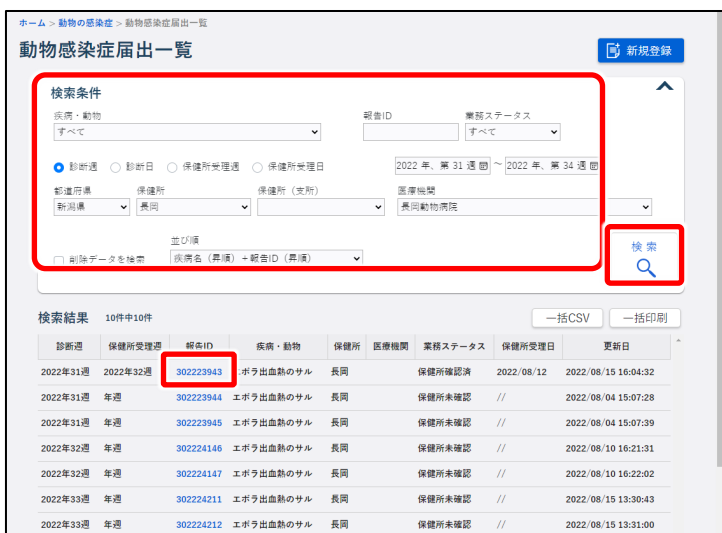 ホーム > 動物の感染症 > 動物感染症届出一覧
動物感染症届出一覧
新規登録
検索条件
疾病・動物 報告ID 業務ステータス
すべて すべて
診断週 診断日 保健所受理週 保健所受理日 2022 年、第 31 週 ~ 2022 年、第 34 週
都道府県 保健所 保健所（支所） 医療機関
新潟県 長岡 長岡動物病院
並び順
削除データを検索 疾病名（昇順）+報告ID（昇順）
検索
検索結果 10件中10件 一括CSV 一括印刷
診断週 保健所受理週 報告ID 疾病・動物 保健所 医療機関 業務ステータス 保健所受理日 更新日
2022年31週 2022年32週 302223943 エボラ出血熱のサル 長岡 保健所確認済 2022/08/12 2022/08/15 16:04:32
2022年31週 年週 302223944 エボラ出血熱のサル 長岡 保健所未確認 // 2022/08/04 15:07:28
2022年31週 年週 302223945 エボラ出血熱のサル 長岡 保健所未確認 // 2022/08/04 15:07:39
2022年32週 年週 302224146 エボラ出血熱のサル 長岡 保健所未確認 // 2022/08/10 16:21:31
2022年32週 年週 302224147 エボラ出血熱のサル 長岡 保健所未確認 // 2022/08/10 16:22:02
2022年33週 年週 302224211 エボラ出血熱のサル 長岡 保健所未確認 // 2022/08/15 13:30:43
2022年33週 年週 302224212 エボラ出血熱のサル 長岡 保健所未確認 // 2022/08/15 13:31:00